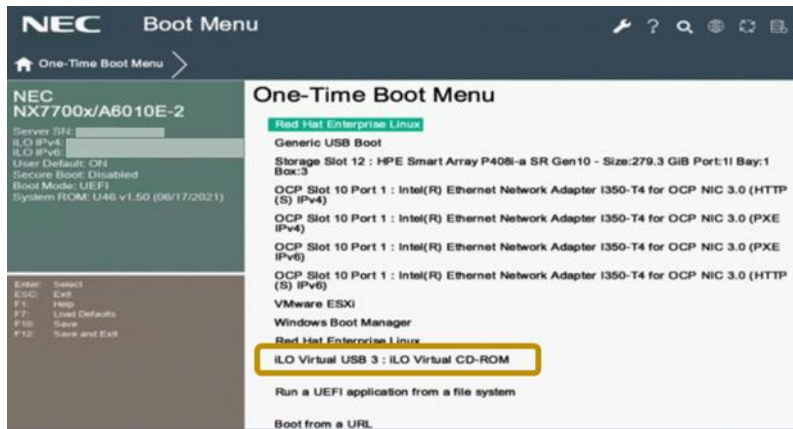 NEC Boot Menu
?
One-Time Boot Menu
NEC
NX7700x/A6010E-2
Server SN:
iLO IPv4:
iLO IPv6:
User Default: ON
Secure Boot: Disabled
Boot Mode: UEFI
System ROM: U46 v1.50 (06/17/2021)
Enter: Select
ESC: Exit
F1: Help
F7: Load Defaults
F10: Save
F12: Save and Exit
One-Time Boot Menu
Red Hat Enterprise Linux
Generic USB Boot
Storage Slot 12 : HPE Smart Array P408i-a SR Gen10 - Size:279.3 GiB Port:1I Bay:1
Box:3
OCP Slot 10 Port 1 : Intel(R) Ethernet Network Adapter I350-T4 for OCP NIC 3.0 (HTTP
(S) IPv4)
OCP Slot 10 Port 1 : Intel(R) Ethernet Network Adapter I350-T4 for OCP NIC 3.0 (PXE
IPv4)
OCP Slot 10 Port 1 : Intel(R) Ethernet Network Adapter I350-T4 for OCP NIC 3.0 (PXE
IPv6)
OCP Slot 10 Port 1 : Intel(R) Ethernet Network Adapter I350-T4 for OCP NIC 3.0 (HTTP
(S) IPv6)
VMware ESXi
Windows Boot Manager
Red Hat Enterprise Linux
iLO Virtual USB 3 : iLO Virtual CD-ROM
Run a UEFI application from a file system
Boot from a URL